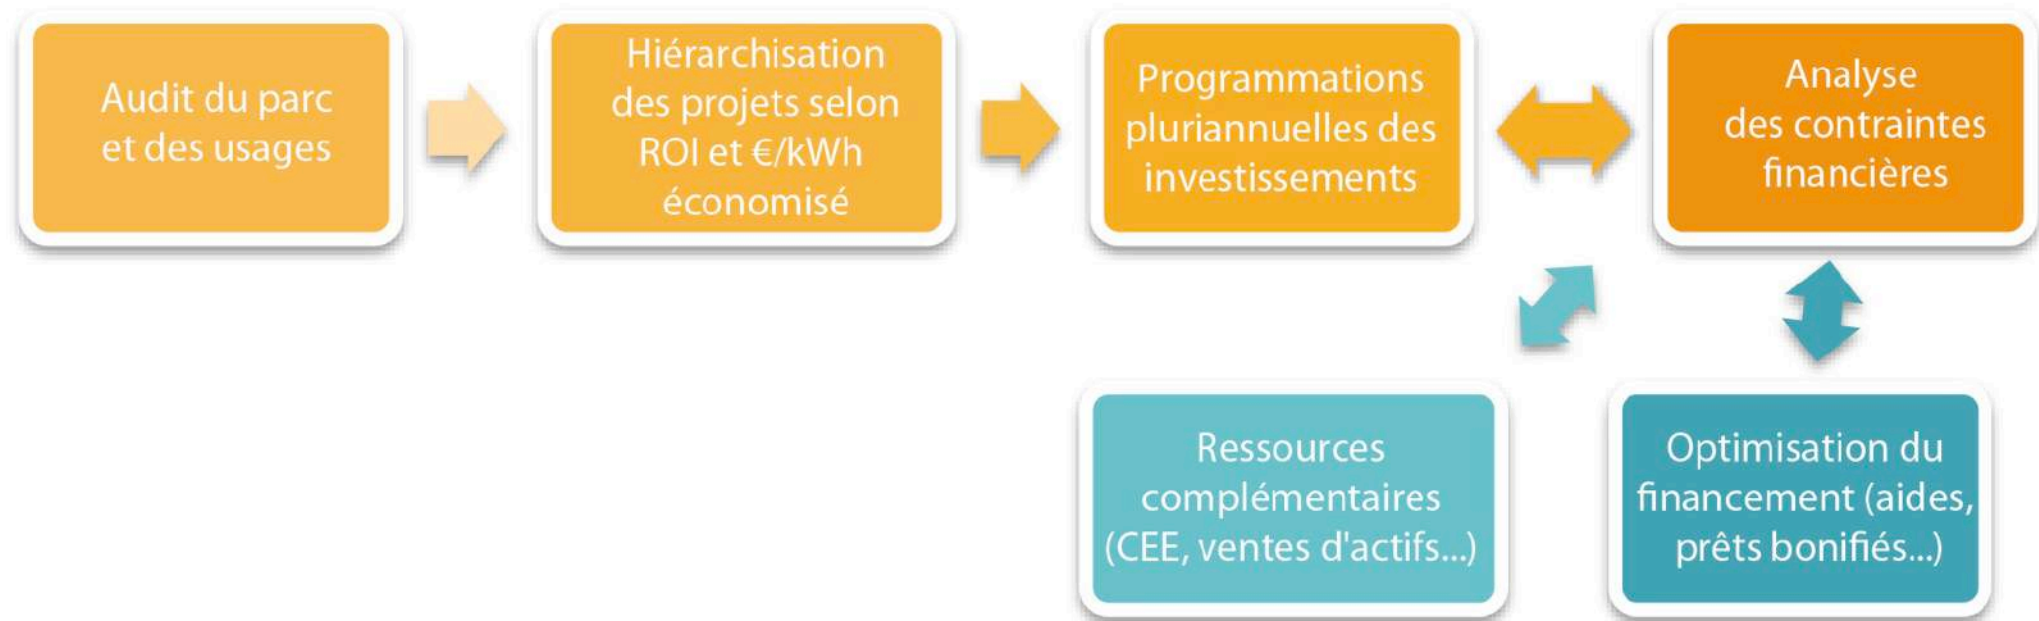 Audit du parc
et des usages
Hiérarchisation
des projets selon
ROI et €/kWh
économisé
Programmations
pluriannuelles des
investissements
Analyse
des contraintes
financières
Ressources
complémentaires
(CEE, ventes d'actifs...)
Optimisation du
financement (aides,
prêts bonifiés...)